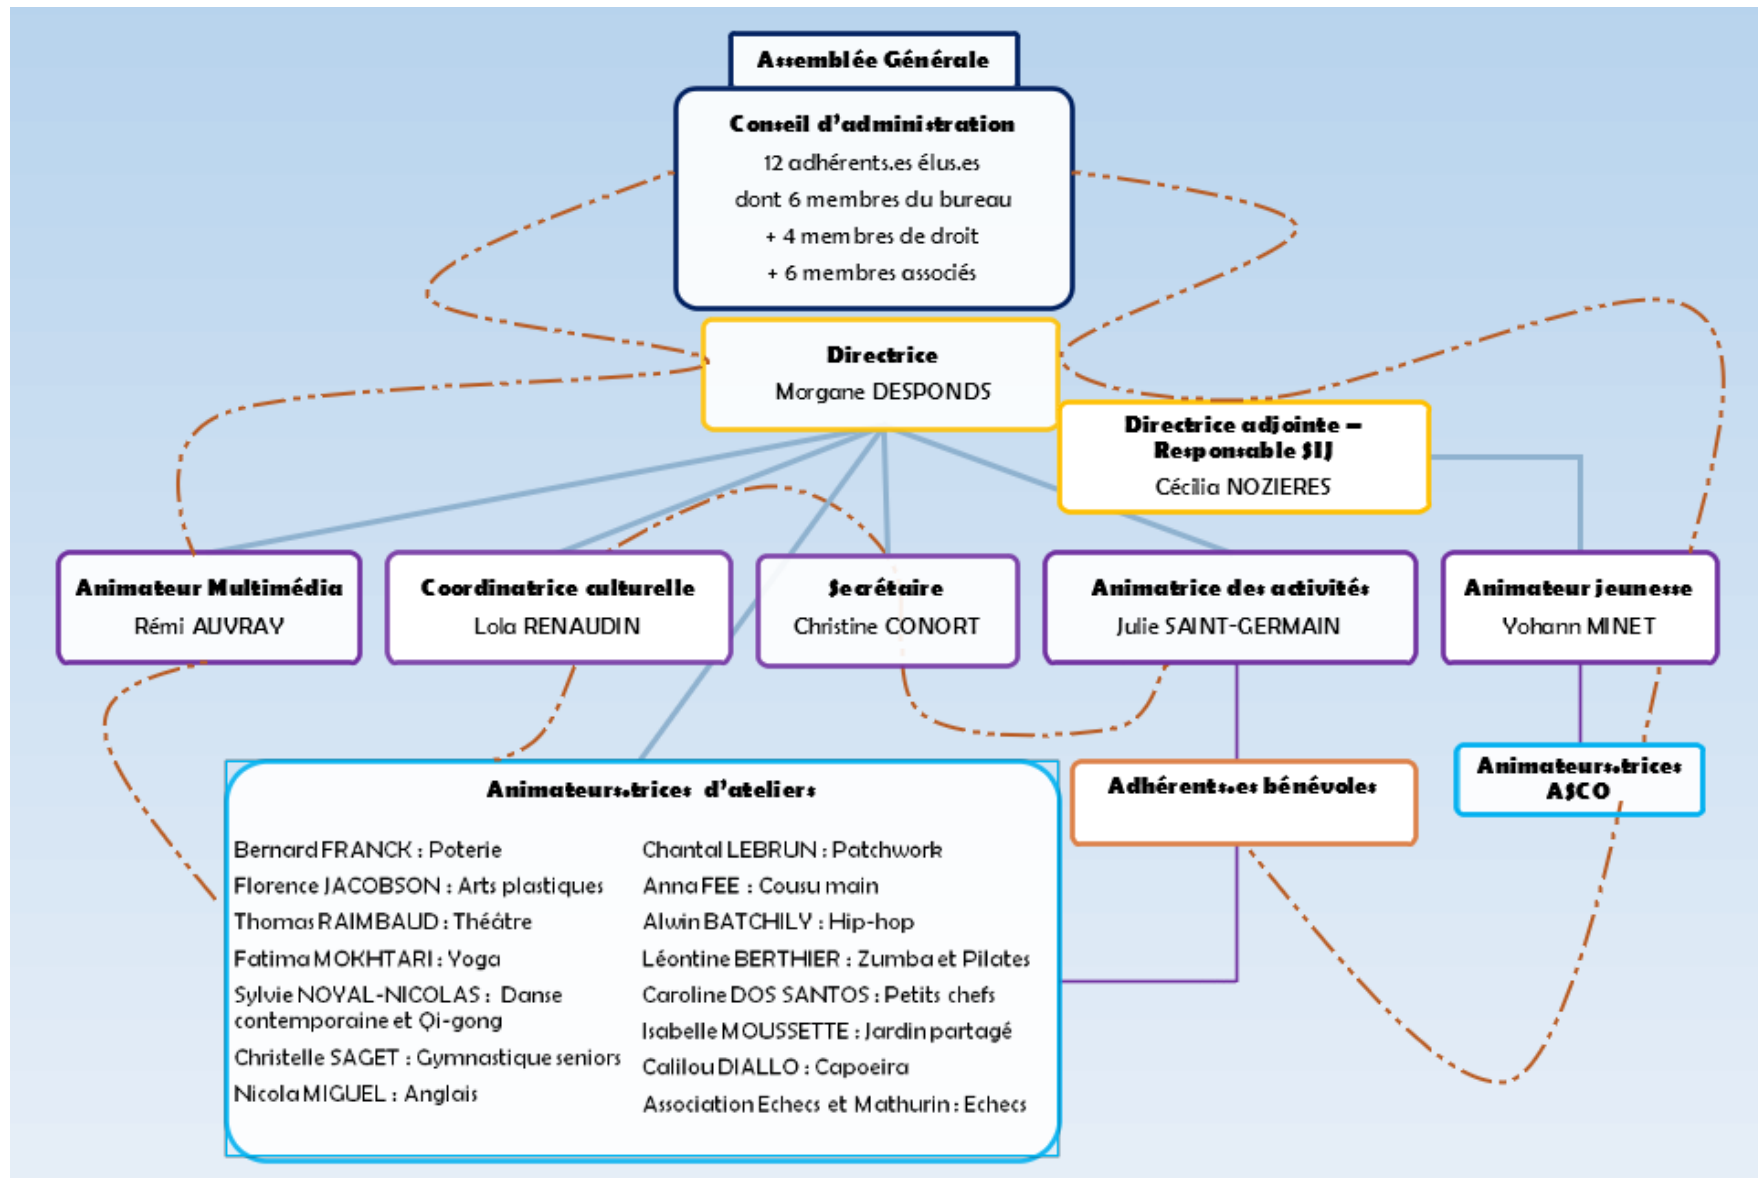 Assemblée Générale
Conseil d'administration
12 adhérents.es élus.es
dont 6 membres du bureau
+ 4 membres de droit
+ 6 membres associés
Directrice
Morgane DESPONDS
Directrice adjointe –
Responsable SIJ
Cécilia NOZIERES
Animateur Multimédia
Rémi AUVRAY
Coordinatrice culturelle
Lola RENAUDIN
Secrétaire
Christine CONORT
Animatrice des activités
Julie SAINT-GERMAIN
Animateur jeunesse
Yohann MINET
Animateurs.trices d'ateliers
Bernard FRANCK : Poterie
Florence JACOBSON : Arts plastiques
Thomas RAIMBAUD : Théâtre
Fatima MOKHTARI : Yoga
Sylvie NOYAL-NICOLAS : Danse
contemporaine et Qi-gong
Christelle SAGET : Gymnastique seniors
Nicola MIGUEL : Anglais
Chantal LEBRUN : Patchwork
Anna FEE : Cousu main
Alwin BATCHILY : Hip-hop
Léontine BERTHIER : Zumba et Pilates
Caroline DOS SANTOS : Petits chefs
Isabelle MOUSSETTE : Jardin partagé
Calilou DIALLO : Capoeira
Association Echecs et Mathurin : Echecs
Adhérents.es bénévoles
Animateurs.trices
ASCO